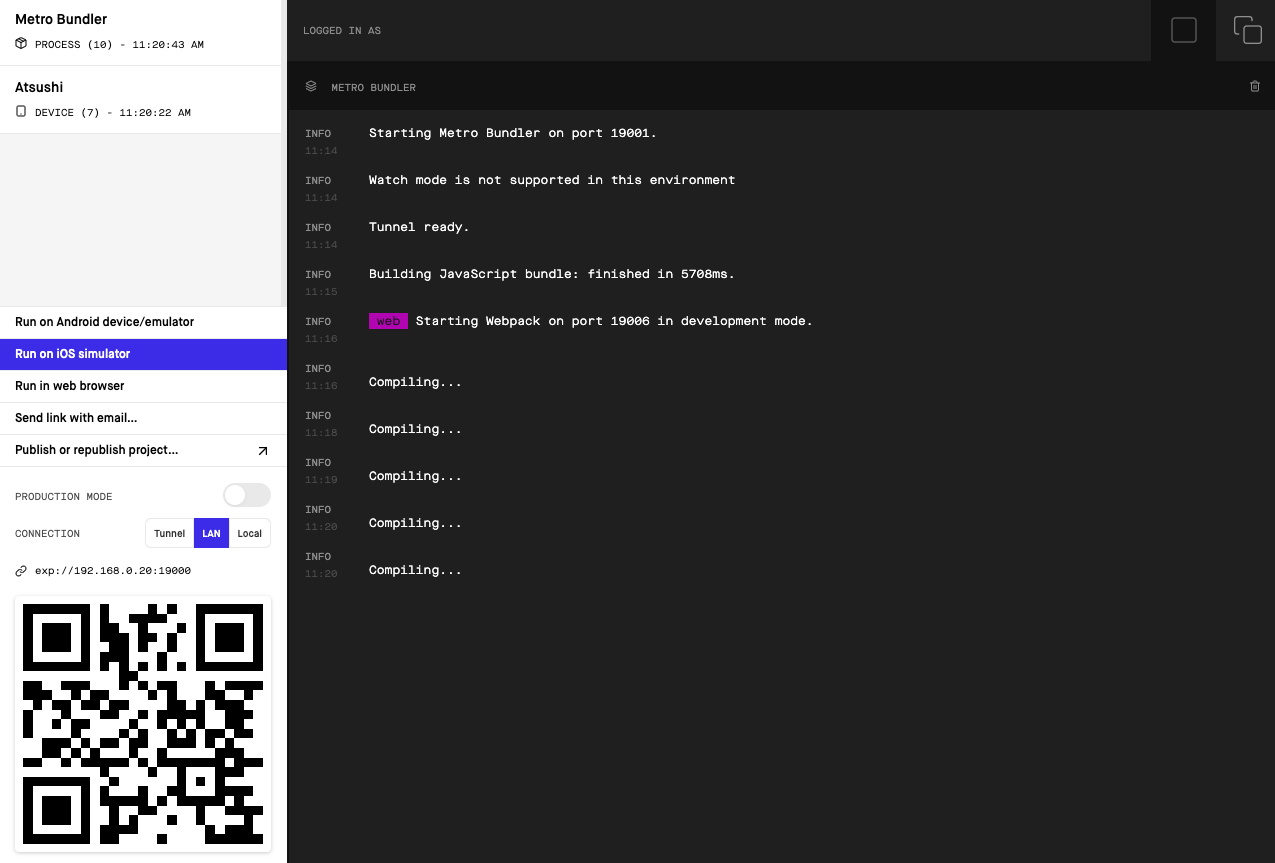 Metro Bundler
PROCESS (10) - 11:20:43 AM
Atsushi
DEVICE (7) - 11:20:22 AM
Run on Android device/emulator
Run on iOS simulator
Run in web browser
Send link with email...
Publish or republish project...
PRODUCTION MODE
CONNECTION Tunnel LAN Local
exp://192.168.0.20:19000
LOGGED IN AS
METRO BUNDLER
INFO Starting Metro Bundler on port 19001.
11:14
INFO Watch mode is not supported in this environment
11:14
INFO Tunnel ready.
11:14
INFO Building JavaScript bundle: finished in 5708ms.
11:15
INFO web Starting Webpack on port 19006 in development mode.
11:16
INFO
11:16 Compiling...
INFO
11:18 Compiling...
INFO
11:19 Compiling...
INFO
11:20 Compiling...
INFO
11:20 Compiling...